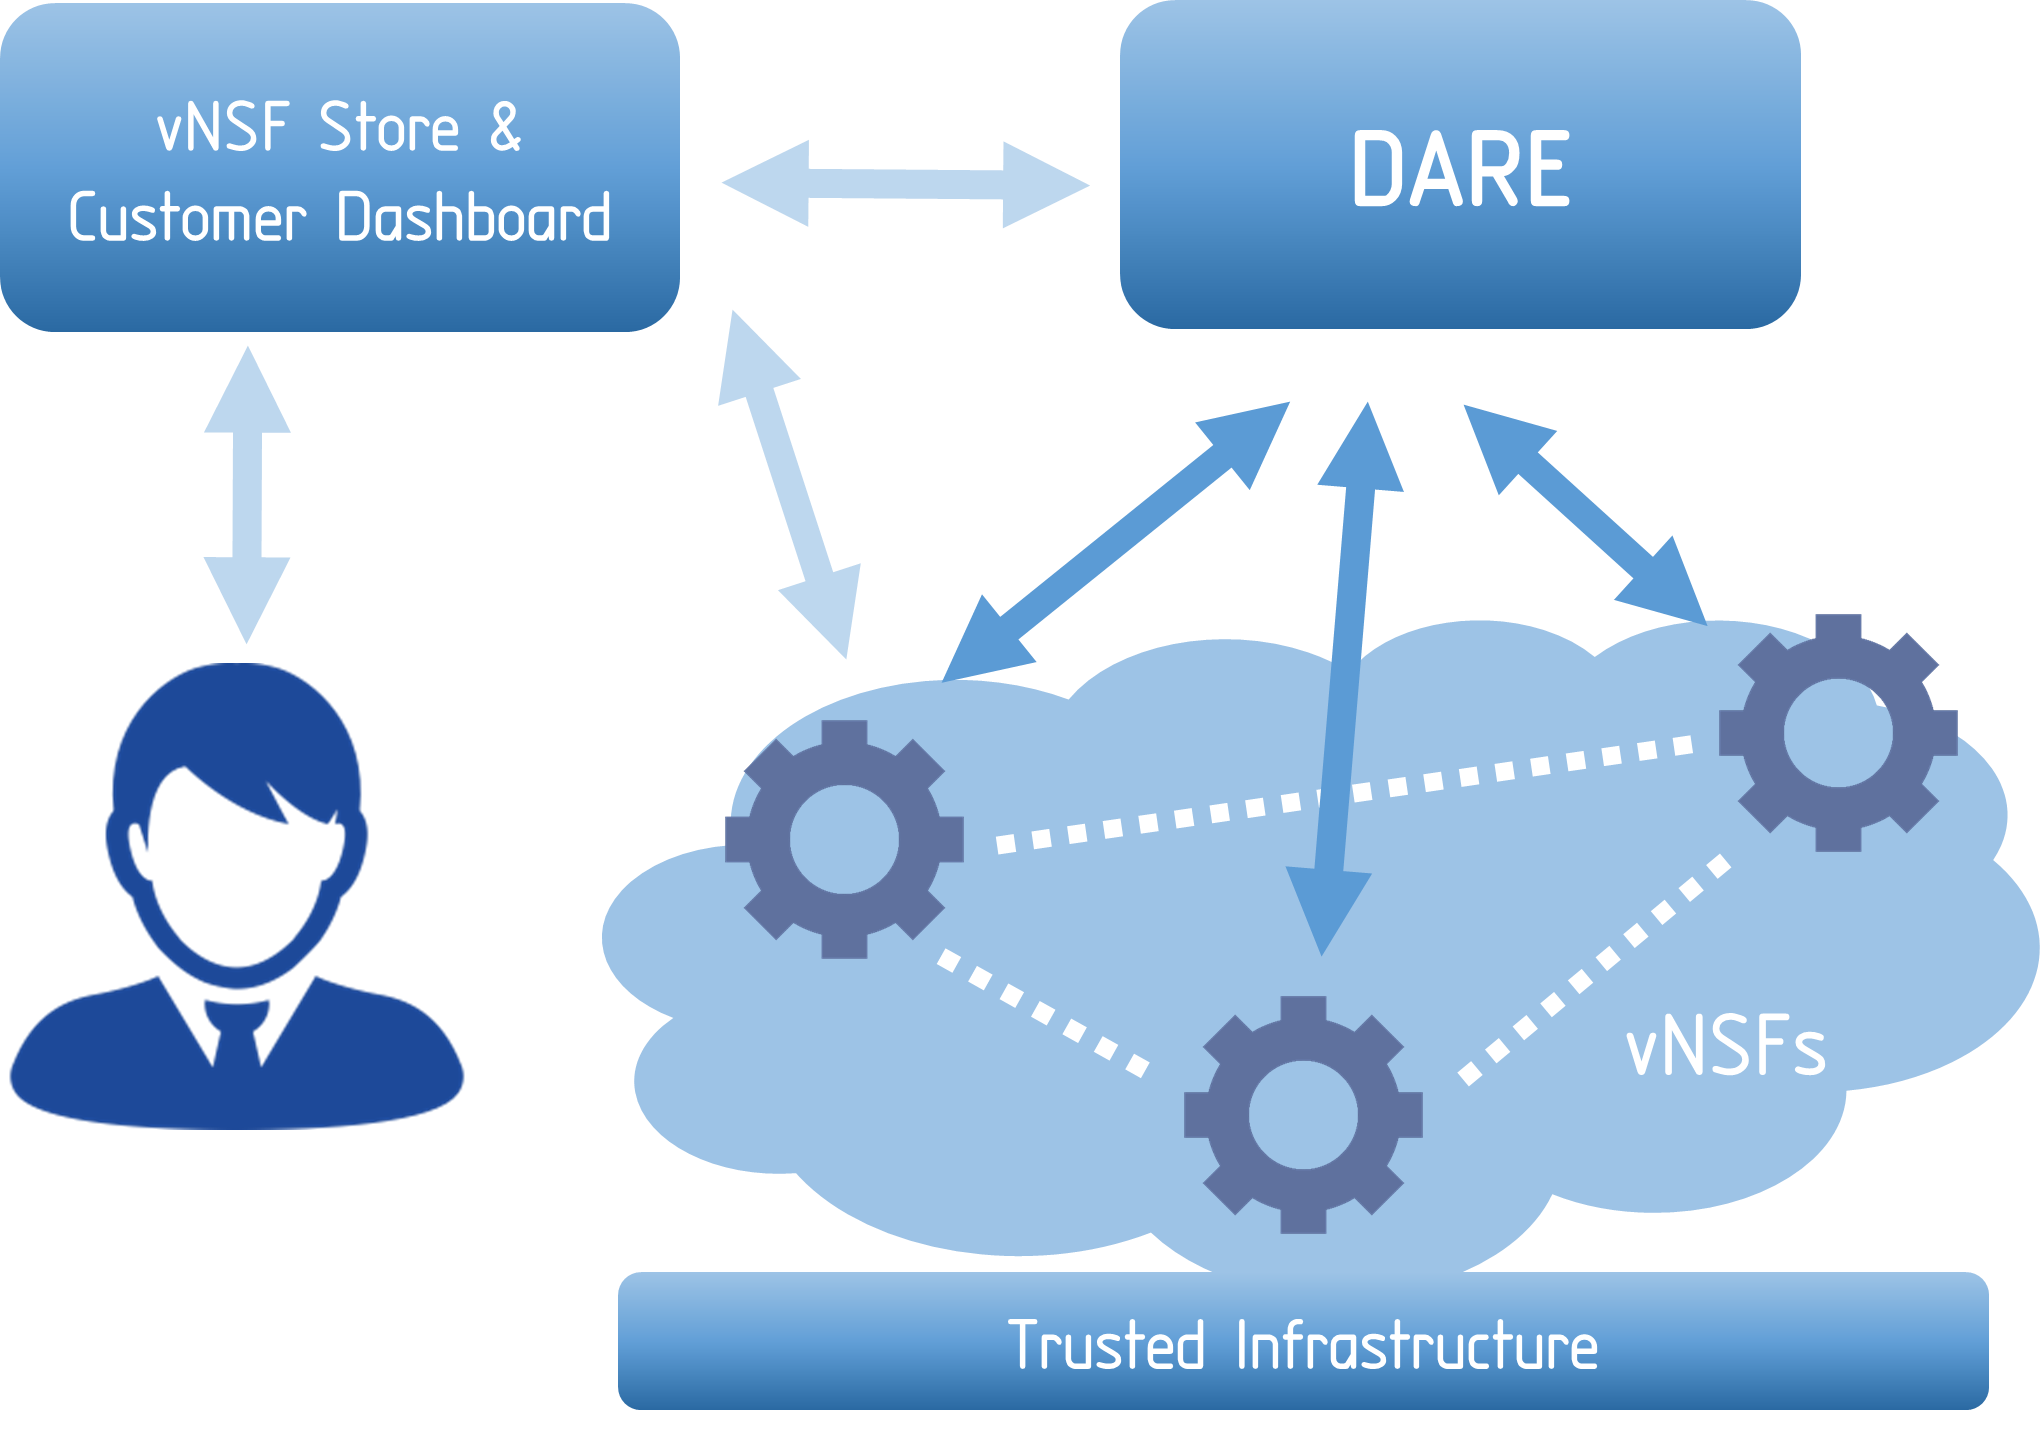 vNSF Store &
Customer Dashboard
DARE
vNSFs
Trusted Infrastructure